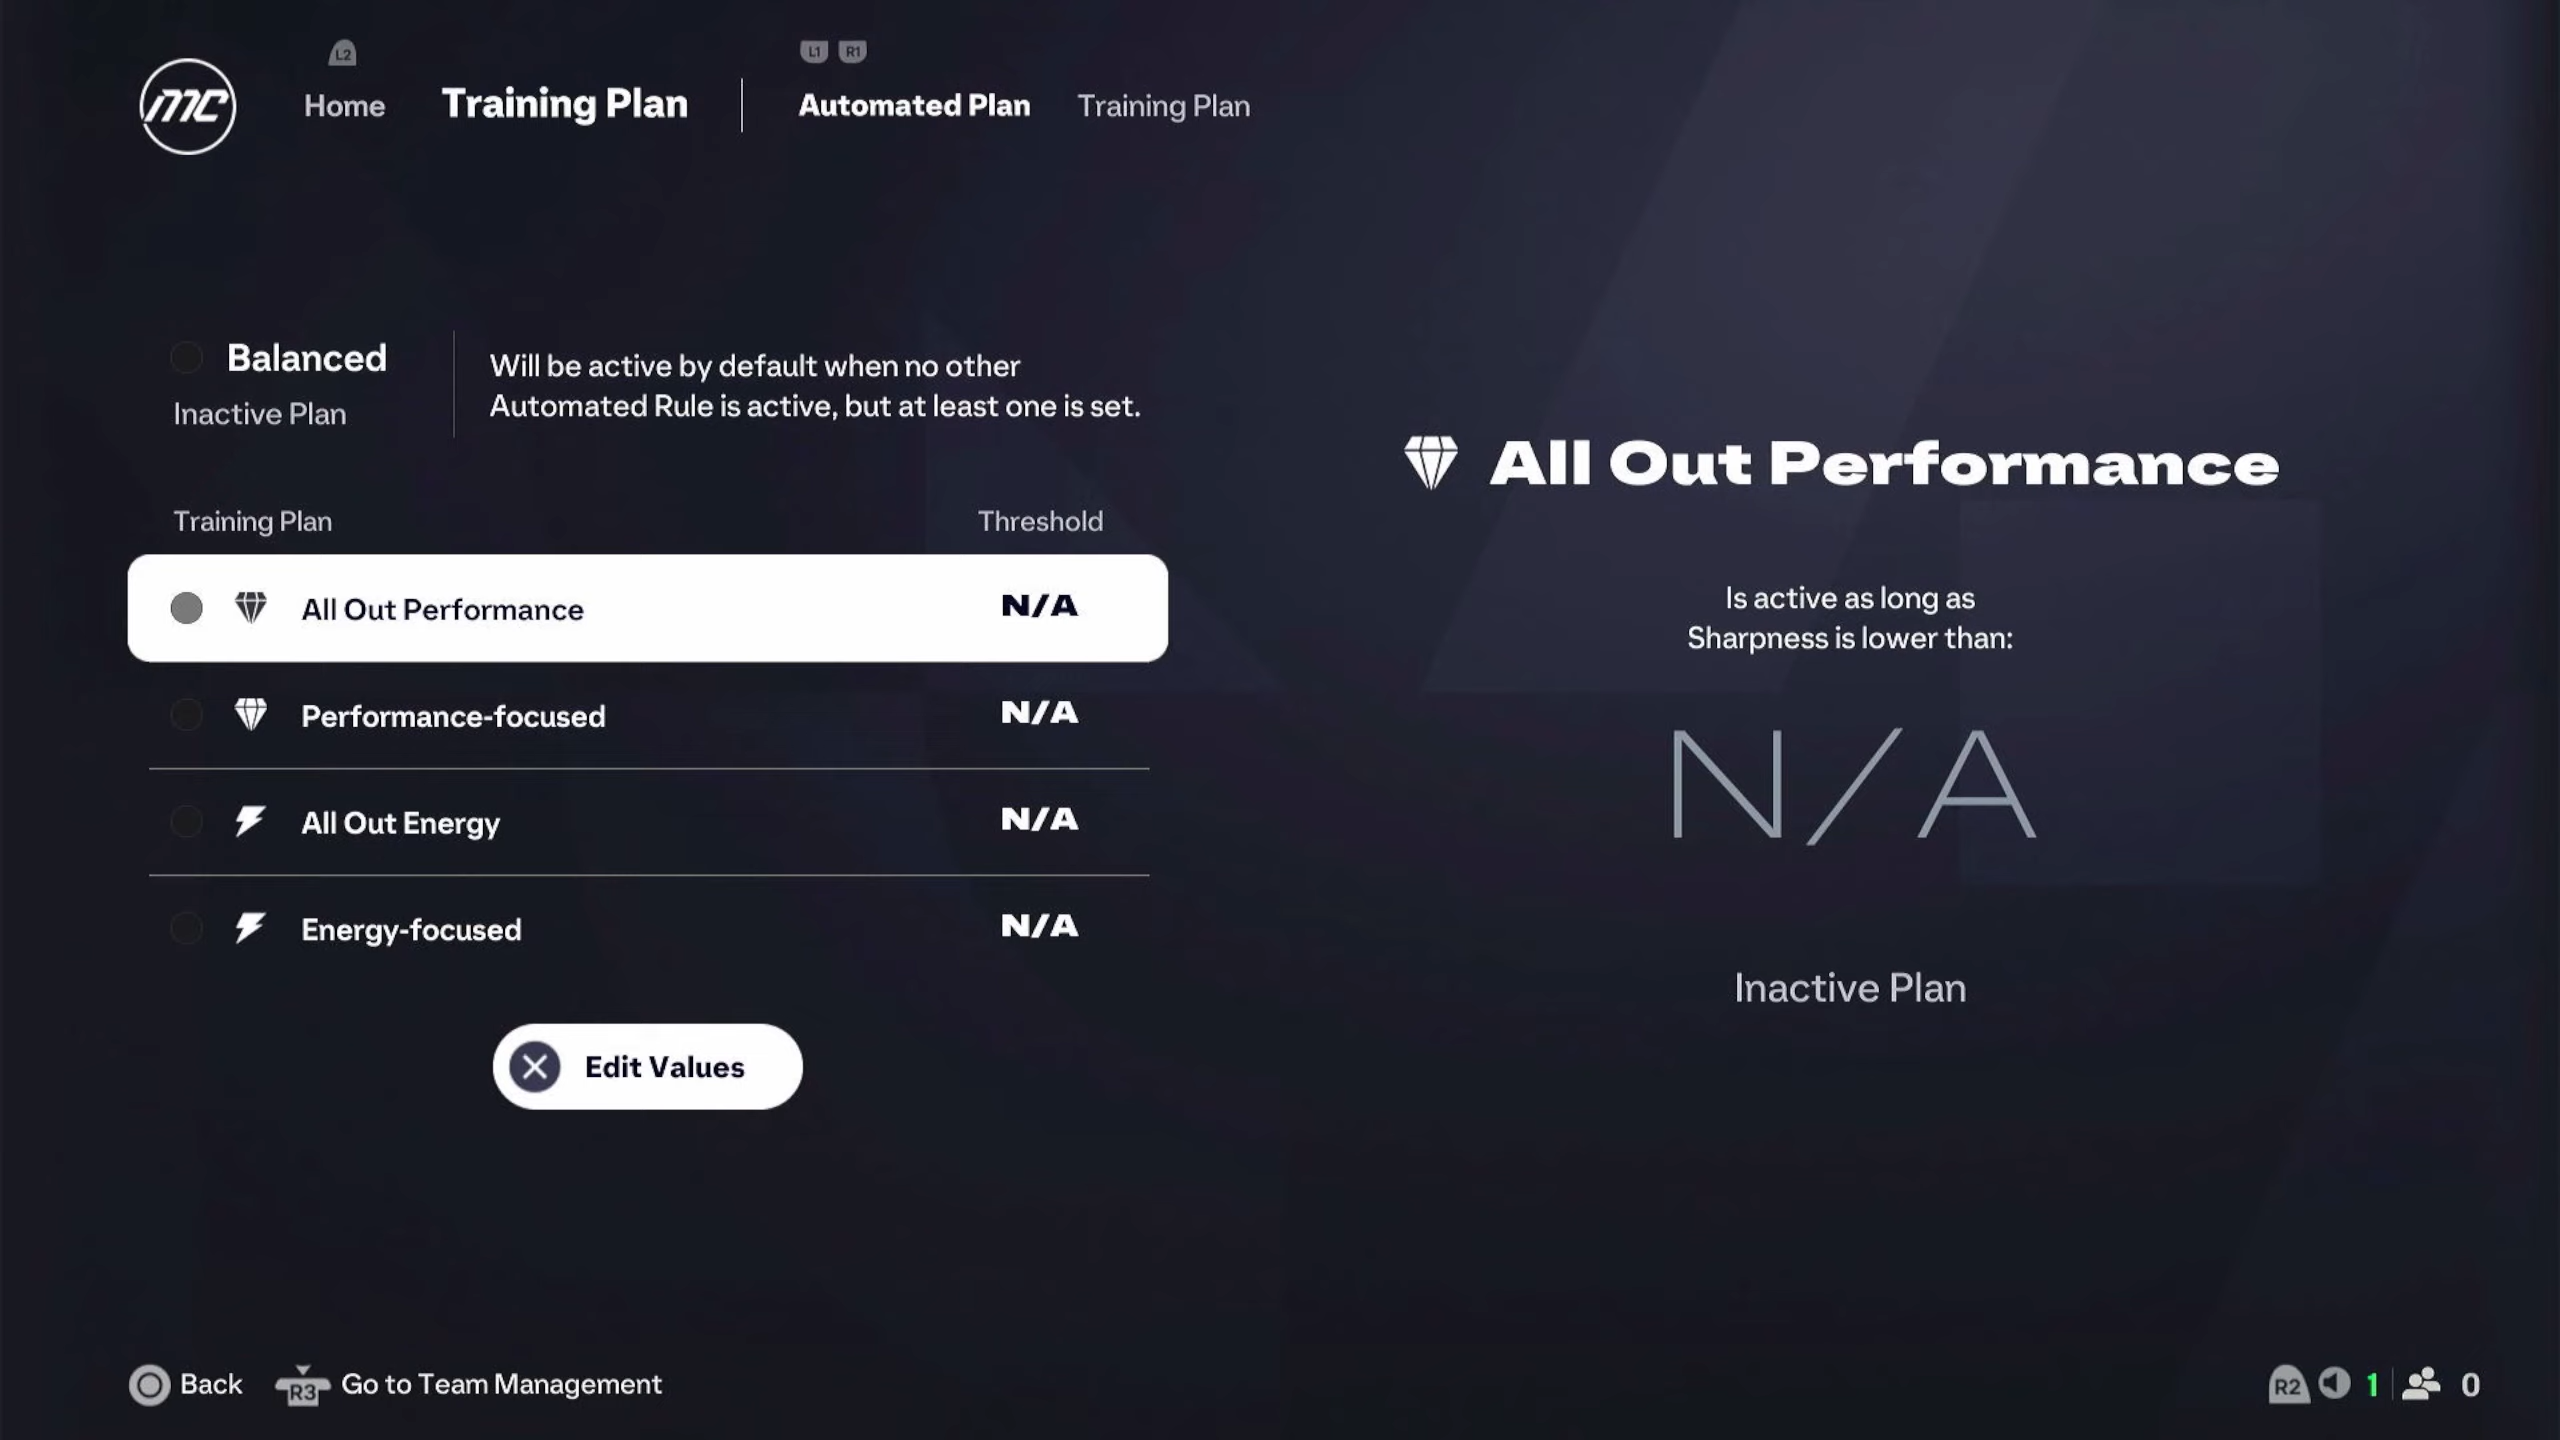 L2
L1 R1
MC
Home
Training Plan
Automated Plan
Training Plan
Balanced
Inactive Plan
Will be active by default when no other
Automated Rule is active, but at least one is set.
Training Plan
Threshold
All Out Performance
N/A
Performance-focused
N/A
All Out Energy
N/A
Energy-focused
N/A
Edit Values
All Out Performance
Is active as long as
Sharpness is lower than:
N/A
Inactive Plan
Back
R3
Go to Team Management
R2
1
0